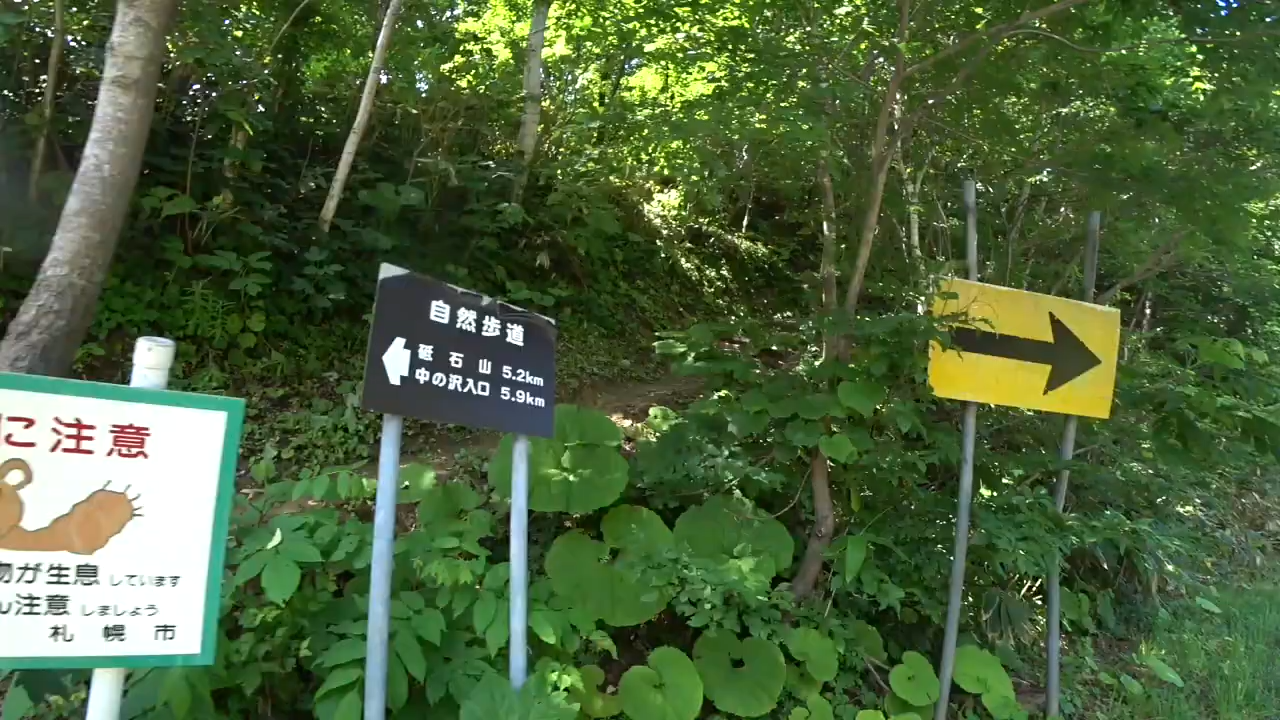 に注意
物が生息しています
ん注意しましょう
札幌市
自然歩道
砥石山 5.2km
中の沢入口 5.9km